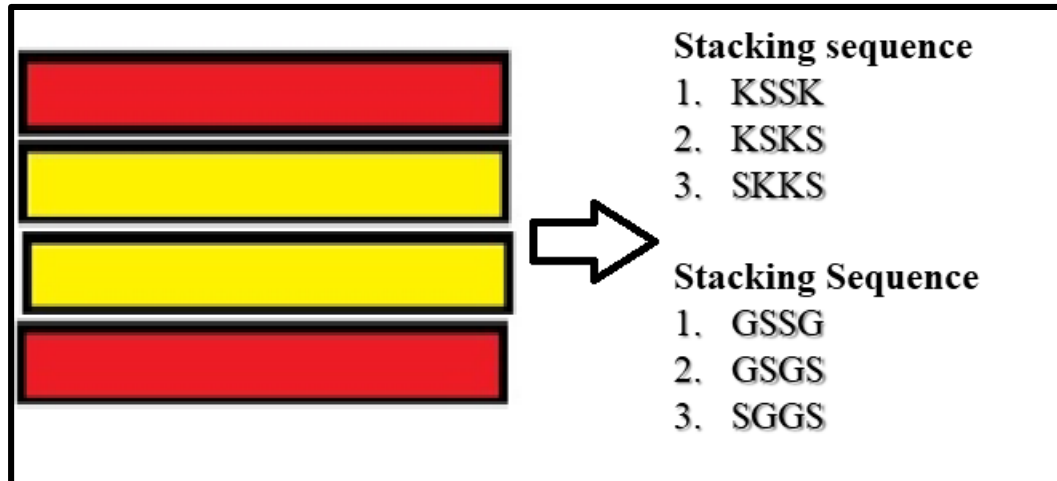 Stacking sequence
1. KSSK
2. KSKS
3. SKKS
Stacking Sequence
1. GSSG
2. GSGS
3. SGGS